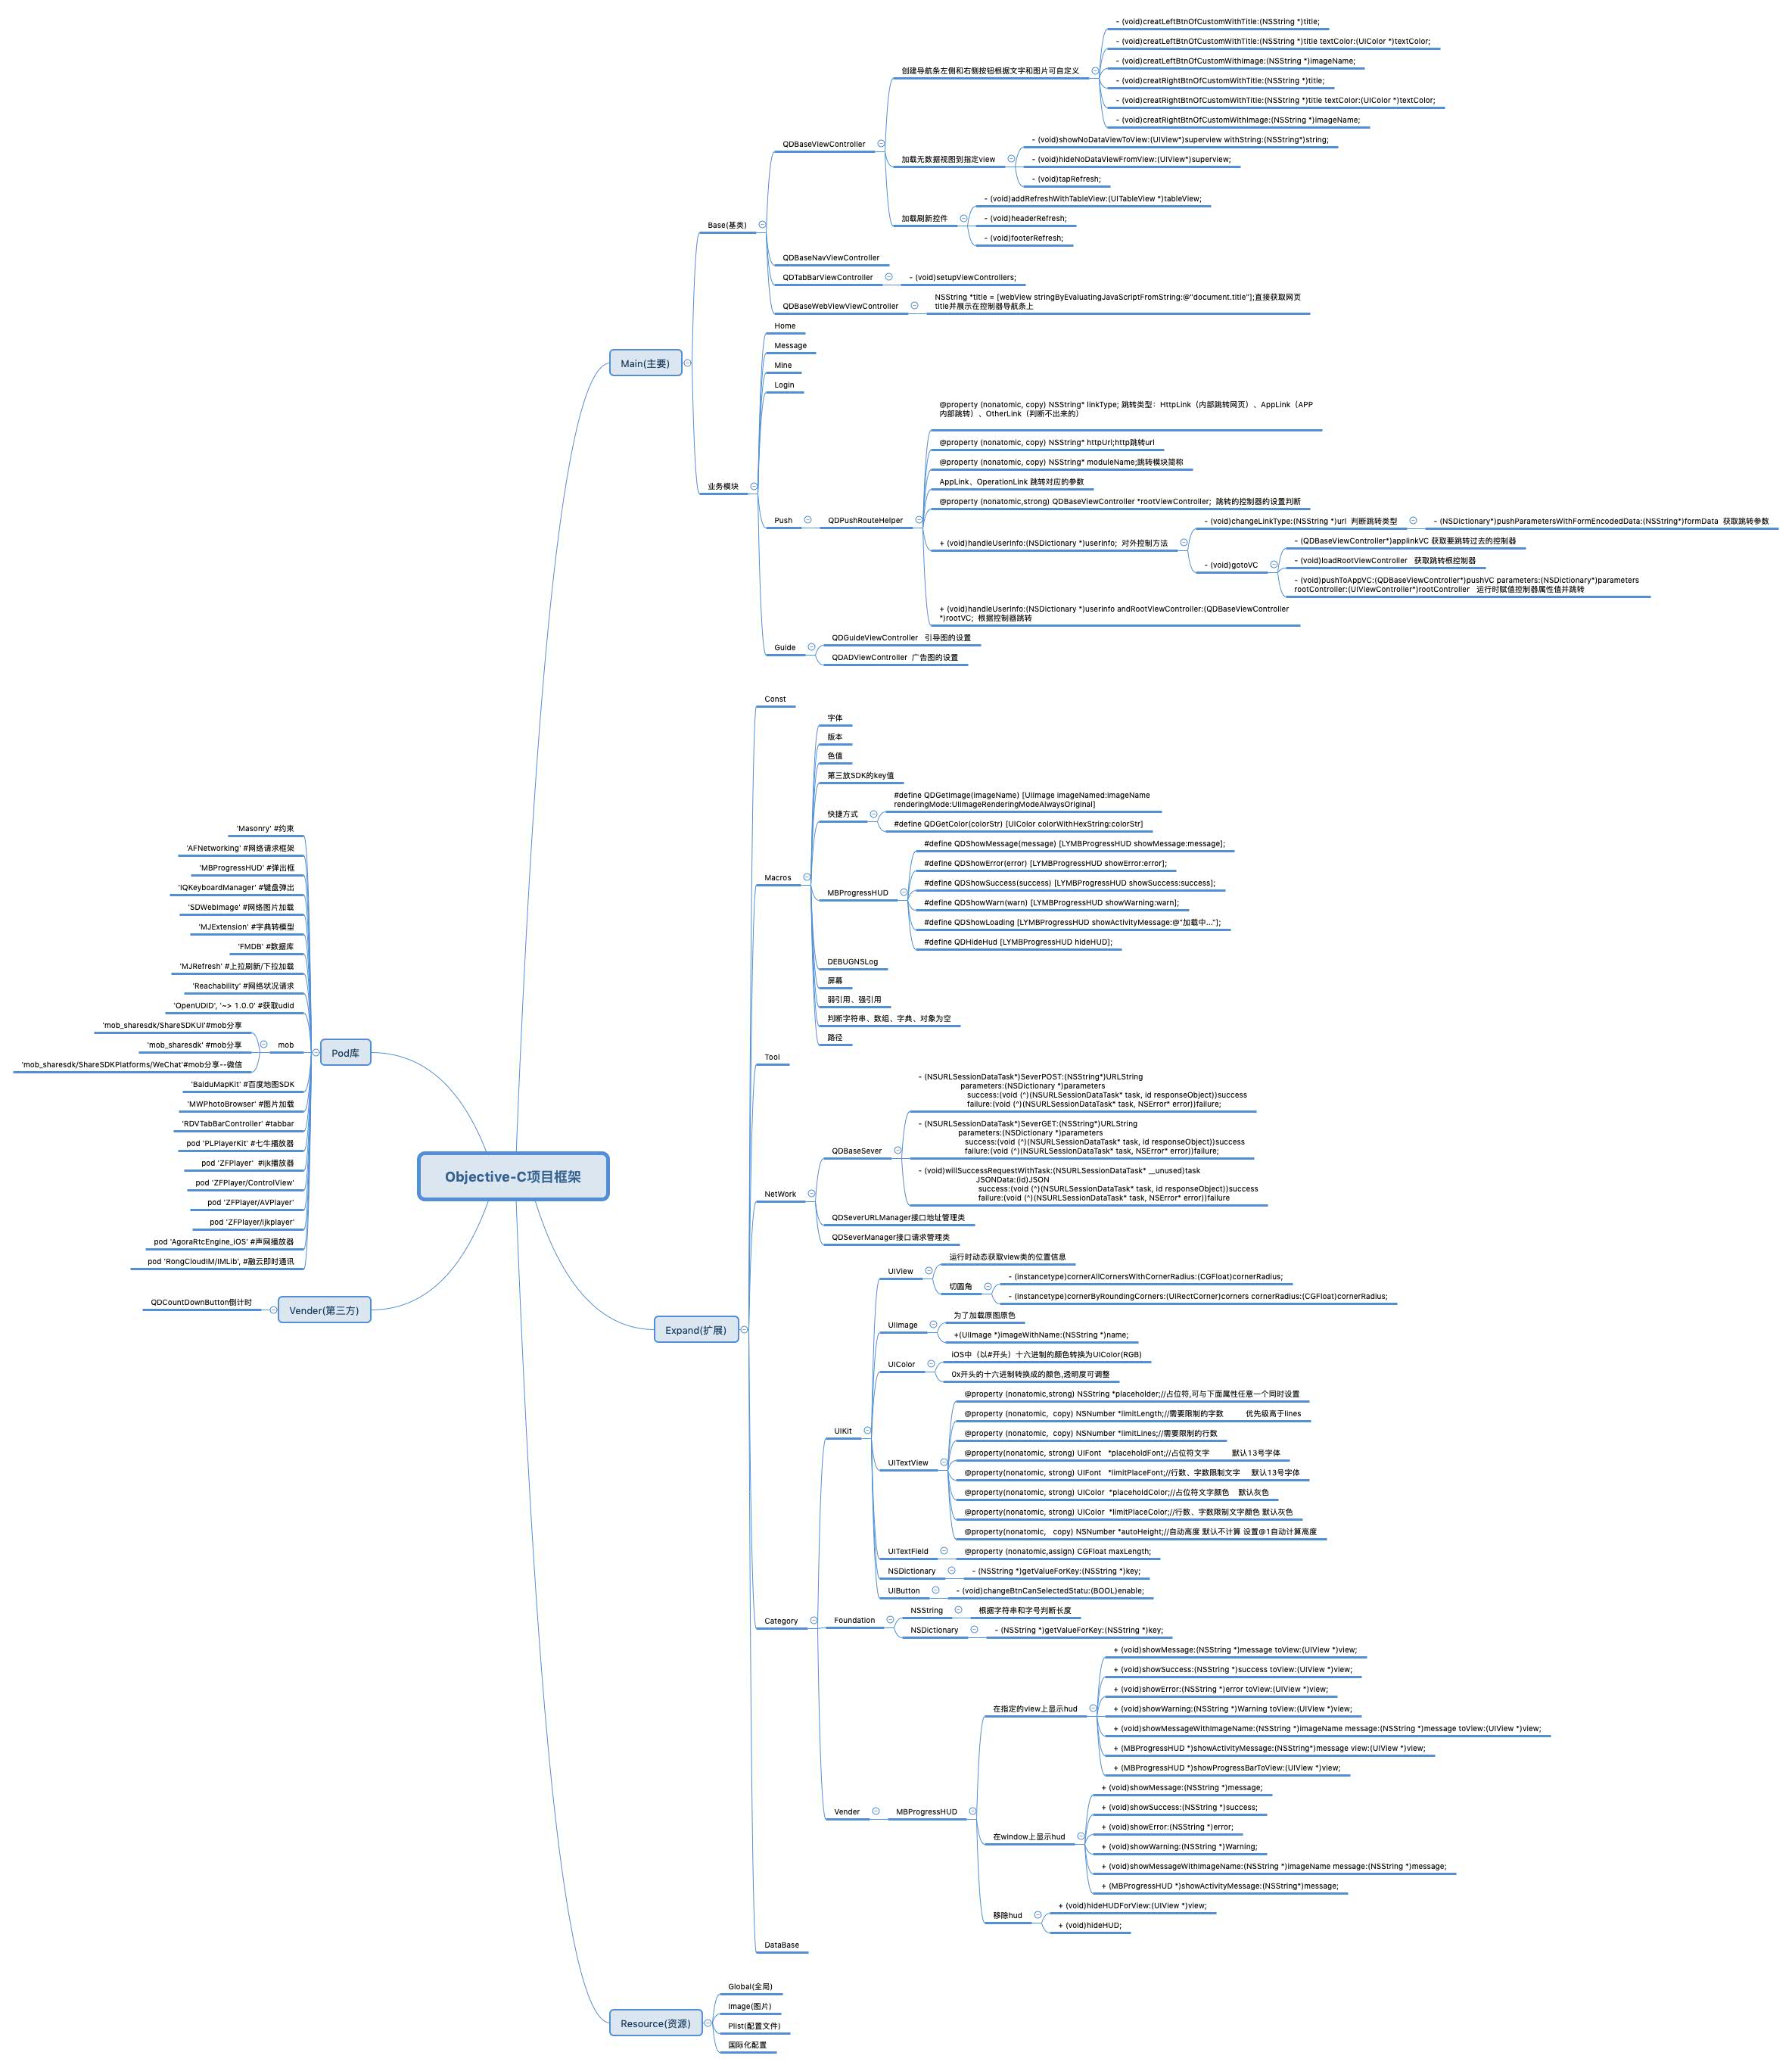 Objective-C项目框架
Main(主要)
Base(基类)
QDBaseViewController
创建导航条左侧和右侧按钮根据文字和图片可自定义
- (void)creatLeftBtnOfCustomWithTitle:(NSString *)title;
- (void)creatLeftBtnOfCustomWithTitle:(NSString *)title textColor:(UIColor *)textColor;
- (void)creatLeftBtnOfCustomWithImage:(NSString *)imageName;
- (void)creatRightBtnOfCustomWithTitle:(NSString *)title;
- (void)creatRightBtnOfCustomWithTitle:(NSString *)title textColor:(UIColor *)textColor;
- (void)creatRightBtnOfCustomWithImage:(NSString *)imageName;
加载无数据视图到指定view
- (void)showNoDataViewToView:(UIView*)superview withString:(NSString*)string;
- (void)hideNoDataViewFromView:(UIView*)superview;
- (void)tapRefresh;
加载刷新控件
- (void)addRefreshWithTableView:(UITableView *)tableView;
- (void)headerRefresh;
- (void)footerRefresh;
QDBaseNavViewController
QDTabBarViewController
- (void)setupViewControllers;
QDBaseWebViewViewController
NSString *title = [webView stringByEvaluatingJavaScriptFromString:@"document.title"];直接获取网页
title并展示在控制器导航条上
业务模块
Home
Message
Mine
Login
Push
QDPushRouteHelper
@property (nonatomic, copy) NSString* linkType; 跳转类型：HttpLink（内部跳转网页）、AppLink（APP
内部跳转）、OtherLink（判断不出来的）
@property (nonatomic, copy) NSString* httpUrl;http跳转url
@property (nonatomic, copy) NSString* moduleName;跳转模块简称
AppLink、OperationLink 跳转对应的参数
@property (nonatomic,strong) QDBaseViewController *rootViewController; 跳转的控制器的设置判断
+ (void)handleUserInfo:(NSDictionary *)userinfo; 对外控制方法
- (void)changeLinkType:(NSString *)url 判断跳转类型
- (NSDictionary*)pushParametersWithFormEncodedData:(NSString*)formData 获取跳转参数
- (void)gotoVC
- (QDBaseViewController*)applinkVC 获取要跳转过去的控制器
- (void)loadRootViewController 获取跳转根控制器
- (void)pushToAppVC:(QDBaseViewController*)pushVC parameters:(NSDictionary*)parameters
rootController:(UIViewController*)rootController 运行时赋值控制器属性值并跳转
+ (void)handleUserInfo:(NSDictionary *)userinfo andRootViewController:(QDBaseViewController
*)rootVC; 根据控制器跳转
Guide
QDGuideViewController 引导图的设置
QDADViewController 广告图的设置
Expand(扩展)
Const
Macros
字体
版本
色值
第三放SDK的key值
快捷方式
#define QDGetImage(imageName) [UIImage imageNamed:imageName
renderingMode:UIImageRenderingModeAlwaysOriginal]
#define QDGetColor(colorStr) [UIColor colorWithHexString:colorStr]
MBProgressHUD
#define QDShowMessage(message) [LYMBProgressHUD showMessage:message];
#define QDShowError(error) [LYMBProgressHUD showError:error];
#define QDShowSuccess(success) [LYMBProgressHUD showSuccess:success];
#define QDShowWarn(warn) [LYMBProgressHUD showWarning:warn];
#define QDShowLoading [LYMBProgressHUD showActivityMessage:@"加载中..."];
#define QDHideHud [LYMBProgressHUD hideHUD];
DEBUGNSLog
屏幕
弱引用、强引用
判断字符串、数组、字典、对象为空
路径
Tool
NetWork
QDBaseSever
- (NSURLSessionDataTask*)SeverPOST:(NSString*)URLString
parameters:(NSDictionary *)parameters
success:(void (^)(NSURLSessionDataTask* task, id responseObject))success
failure:(void (^)(NSURLSessionDataTask* task, NSError* error))failure;
- (NSURLSessionDataTask*)SeverGET:(NSString*)URLString
parameters:(NSDictionary *)parameters
success:(void (^)(NSURLSessionDataTask* task, id responseObject))success
failure:(void (^)(NSURLSessionDataTask* task, NSError* error))failure;
- (void)willSuccessRequestWithTask:(NSURLSessionDataTask* __unused)task
JSONData:(id)JSON
success:(void (^)(NSURLSessionDataTask* task, id responseObject))success
failure:(void (^)(NSURLSessionDataTask* task, NSError* error))failure
QDSeverURLManager接口地址管理类
QDSeverManager接口请求管理类
Category
UIKit
UIView
运行时动态获取view类的位置信息
切圆角
- (instancetype)cornerAllCornersWithCornerRadius:(CGFloat)cornerRadius;
- (instancetype)cornerByRoundingCorners:(UIRectCorner)corners cornerRadius:(CGFloat)cornerRadius;
UIImage
为了加载原图原色
+(UIImage *)imageWithName:(NSString *)name;
UIColor
iOS中（以#开头）十六进制的颜色转换为UIColor(RGB)
0x开头的十六进制转换成的颜色,透明度可调整
UITextView
@property (nonatomic,strong) NSString *placeholder;//占位符,可与下面属性任意一个同时设置
@property (nonatomic, copy) NSNumber *limitLength;//需要限制的字数 优先级高于lines
@property (nonatomic, copy) NSNumber *limitLines;//需要限制的行数
@property(nonatomic, strong) UIFont *placeholdFont;//占位符文字 默认13号字体
@property(nonatomic, strong) UIFont *limitPlaceFont;//行数、字数限制文字 默认13号字体
@property(nonatomic, strong) UIColor *placeholdColor;//占位符文字颜色 默认灰色
@property(nonatomic, strong) UIColor *limitPlaceColor;//行数、字数限制文字颜色 默认灰色
@property(nonatomic, copy) NSNumber *autoHeight;//自动高度 默认不计算 设置@1自动计算高度
UITextField
@property (nonatomic,assign) CGFloat maxLength;
NSDictionary
- (NSString *)getValueForKey:(NSString *)key;
UIButton
- (void)changeBtnCanSelectedStatu:(BOOL)enable;
Foundation
NSString
根据字符串和字号判断长度
NSDictionary
- (NSString *)getValueForKey:(NSString *)key;
Vender
MBProgressHUD
在指定的view上显示hud
+ (void)showMessage:(NSString *)message toView:(UIView *)view;
+ (void)showSuccess:(NSString *)success toView:(UIView *)view;
+ (void)showError:(NSString *)error toView:(UIView *)view;
+ (void)showWarning:(NSString *)Warning toView:(UIView *)view;
+ (void)showMessageWithImageName:(NSString *)imageName message:(NSString *)message toView:(UIView *)view;
+ (MBProgressHUD *)showActivityMessage:(NSString*)message view:(UIView *)view;
+ (MBProgressHUD *)showProgressBarToView:(UIView *)view;
在window上显示hud
+ (void)showMessage:(NSString *)message;
+ (void)showSuccess:(NSString *)success;
+ (void)showError:(NSString *)error;
+ (void)showWarning:(NSString *)Warning;
+ (void)showMessageWithImageName:(NSString *)imageName message:(NSString *)message;
+ (MBProgressHUD *)showActivityMessage:(NSString*)message;
移除hud
+ (void)hideHUDForView:(UIView *)view;
+ (void)hideHUD;
DataBase
Resource(资源)
Global(全局)
Image(图片)
Plist(配置文件)
国际化配置
Pod库
'Masonry' #约束
'AFNetworking' #网络请求框架
'MBProgressHUD' #弹出框
'IQKeyboardManager' #键盘弹出
'SDWebImage' #网络图片加载
'MJExtension' #字典转模型
'FMDB' #数据库
'MJRefresh' #上拉刷新/下拉加载
'Reachability' #网络状况请求
'OpenUDID', '~> 1.0.0' #获取udid
mob
'mob_sharesdk/ShareSDKUI'#mob分享
'mob_sharesdk' #mob分享
'mob_sharesdk/ShareSDKPlatforms/WeChat'#mob分享--微信
'BaiduMapKit' #百度地图SDK
'MWPhotoBrowser' #图片加载
'RDVTabBarController' #tabbar
pod 'PLPlayerKit' #七牛播放器
pod 'ZFPlayer' #ijk播放器
pod 'ZFPlayer/ControlView'
pod 'ZFPlayer/AVPlayer'
pod 'ZFPlayer/ijkplayer'
pod 'AgoraRtcEngine_iOS' #声网播放器
pod 'RongCloudIM/IMLib', #融云即时通讯
Vender(第三方)
QDCountDownButton倒计时